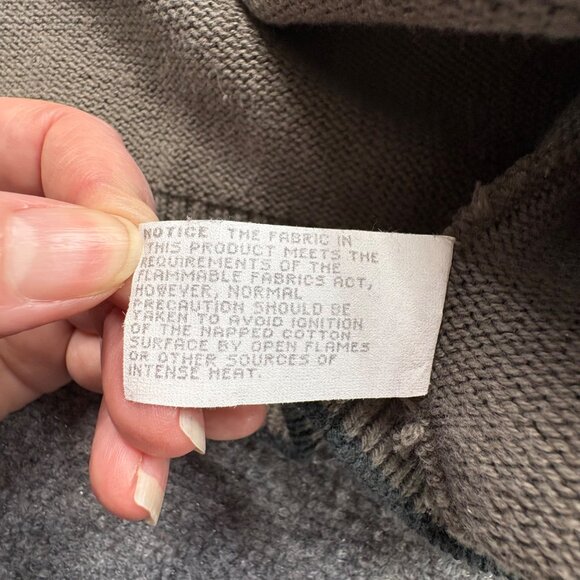 NOTICE THE FABRIC IN
THIS PRODUCT MEETS THE
REQUIREMENTS OF THE
FLAMMABLE FABRICS ACT,
HOWEVER, NORMAL
PRECAUTION SHOULD BE
TAKEN TO AVOID IGNITION
OF THE NAPPED COTTON
SURFACE BY OPEN FLAMES
OR OTHER SOURCES OF
INTENSE HEAT.